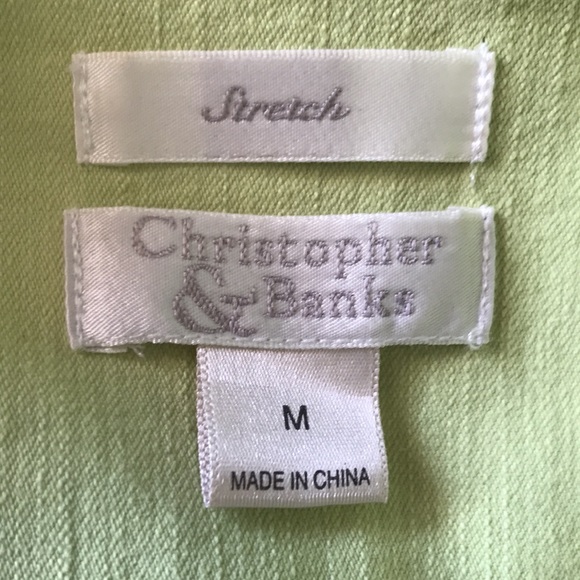 Stretch
Christopher
& Banks
M
MADE IN CHINA